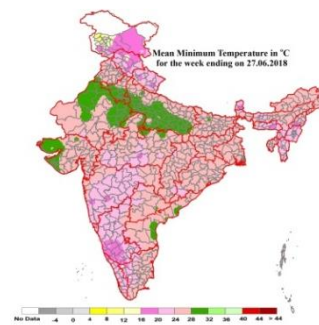 Mean Minimum Temperature in °C
for the week ending on 27.06.2018
No Data -4 0 4 8 12 16 20 24 28 32 36 40 44 > 44